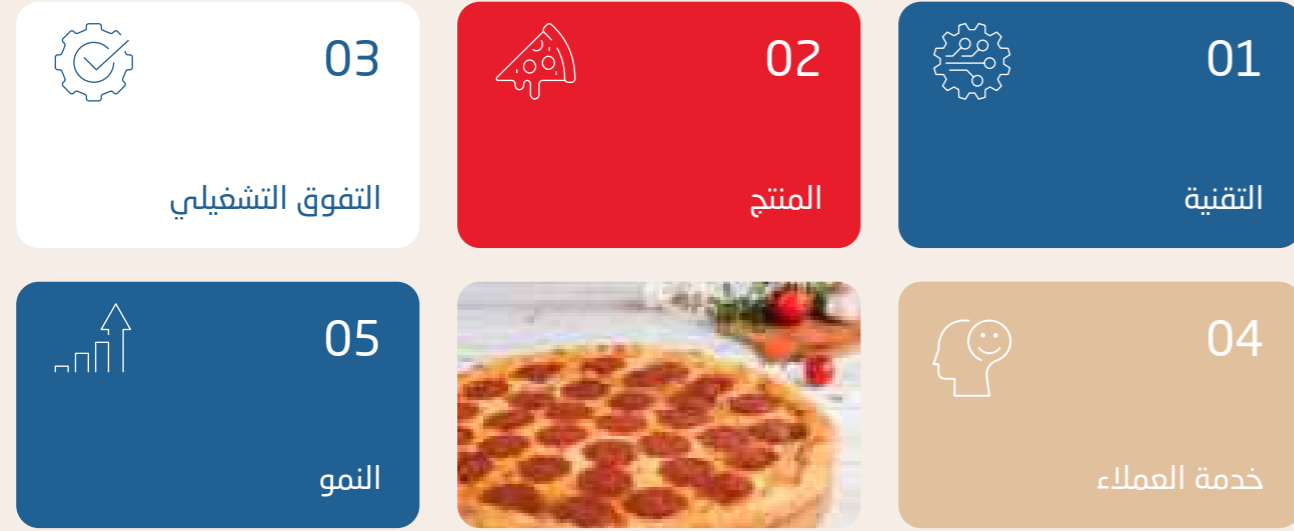 01
التقنية
02
المنتج
03
التفوق التشغيلي
04
خدمة العملاء
05
النمو